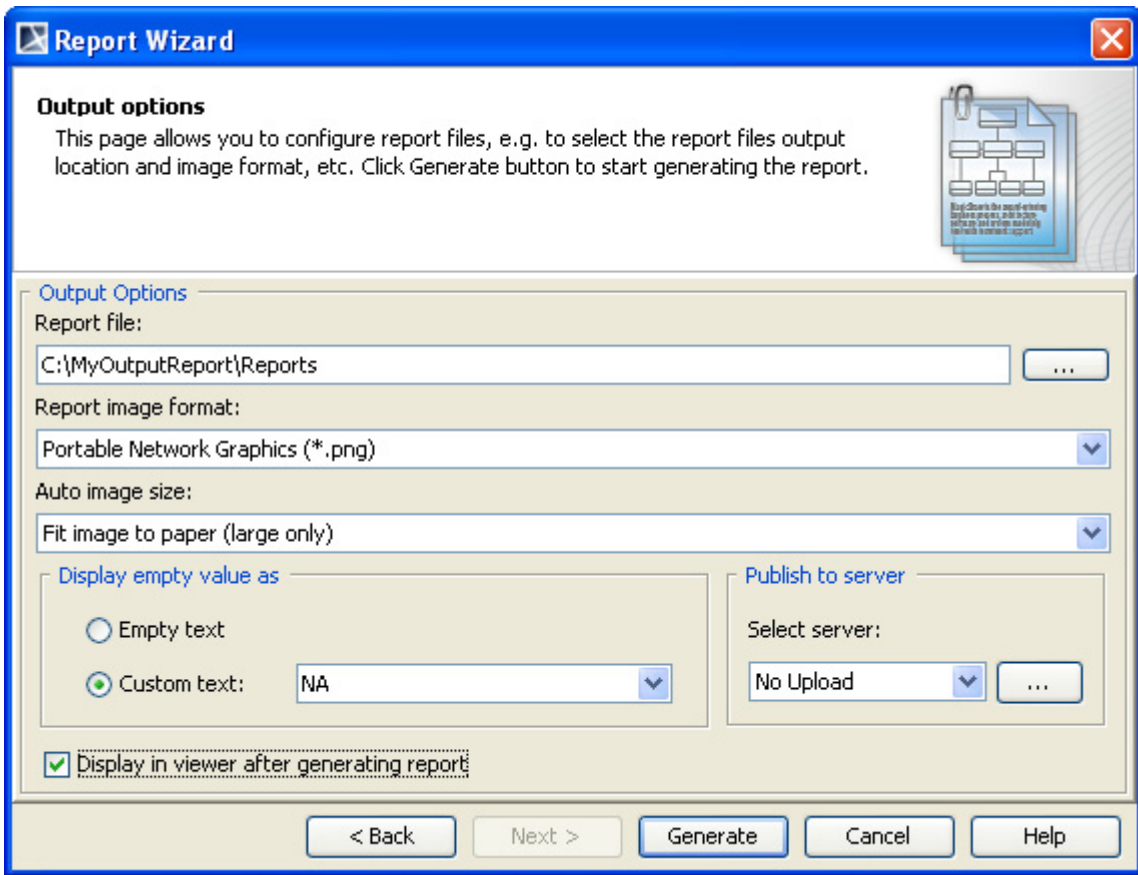 Report Wizard
Output options
This page allows you to configure report files, e.g. to select the report files output
location and image format, etc. Click Generate button to start generating the report.
Output Options
Report file:
C:\MyOutputReport\Reports
...
Report image format:
Portable Network Graphics (*.png)
Auto image size:
Fit image to paper (large only)
Display empty value as
Empty text
Custom text:
NA
Publish to server
Select server:
No Upload
...
Display in viewer after generating report
< Back
Next >
Generate
Cancel
Help